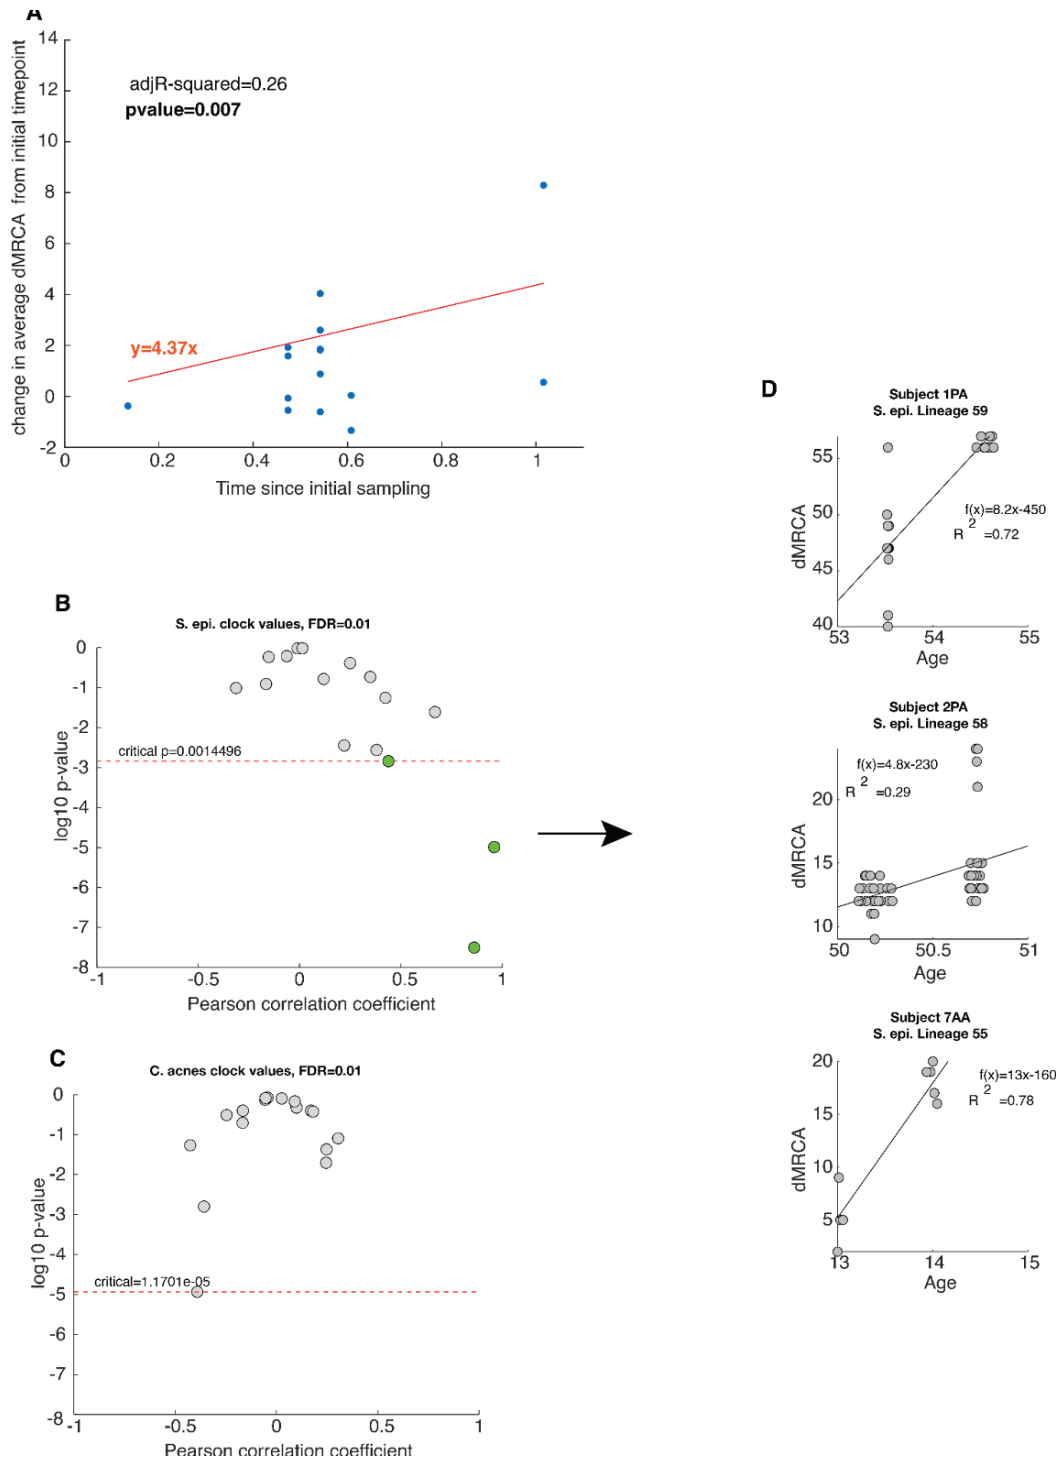 A
14
12
10
8
6
4
2
0
-2
change in average dMRCA from initial timepoint
adjR-squared=0.26
pvalue=0.007
y=4.37x
0 0.2 0.4 0.6 0.8 1
Time since initial sampling
B
S. epi. clock values, FDR=0.01
0
-1
-2
-3
-4
-5
-6
-7
-8
log10 p-value
critical p=0.0014496
-1 -0.5 0 0.5 1
Pearson correlation coefficient
C
C. acnes clock values, FDR=0.01
0
-1
-2
-3
-4
-5
-6
-7
-8
log10 p-value
critical=1.1701e-05
-1 -0.5 0 0.5 1
Pearson correlation coefficient
D
Subject 1PA
S. epi. Lineage 59
55
50
45
40
dMRCA
f(x)=8.2x-450
R 2 =0.72
53 54 55
Age
Subject 2PA
S. epi. Lineage 58
f(x)=4.8x-230
R 2 =0.29
20
15
10
dMRCA
50 50.5 51
Age
Subject 7AA
S. epi. Lineage 55
20
15
10
5
dMRCA
f(x)=13x-160
R 2 =0.78
13 14 15
Age